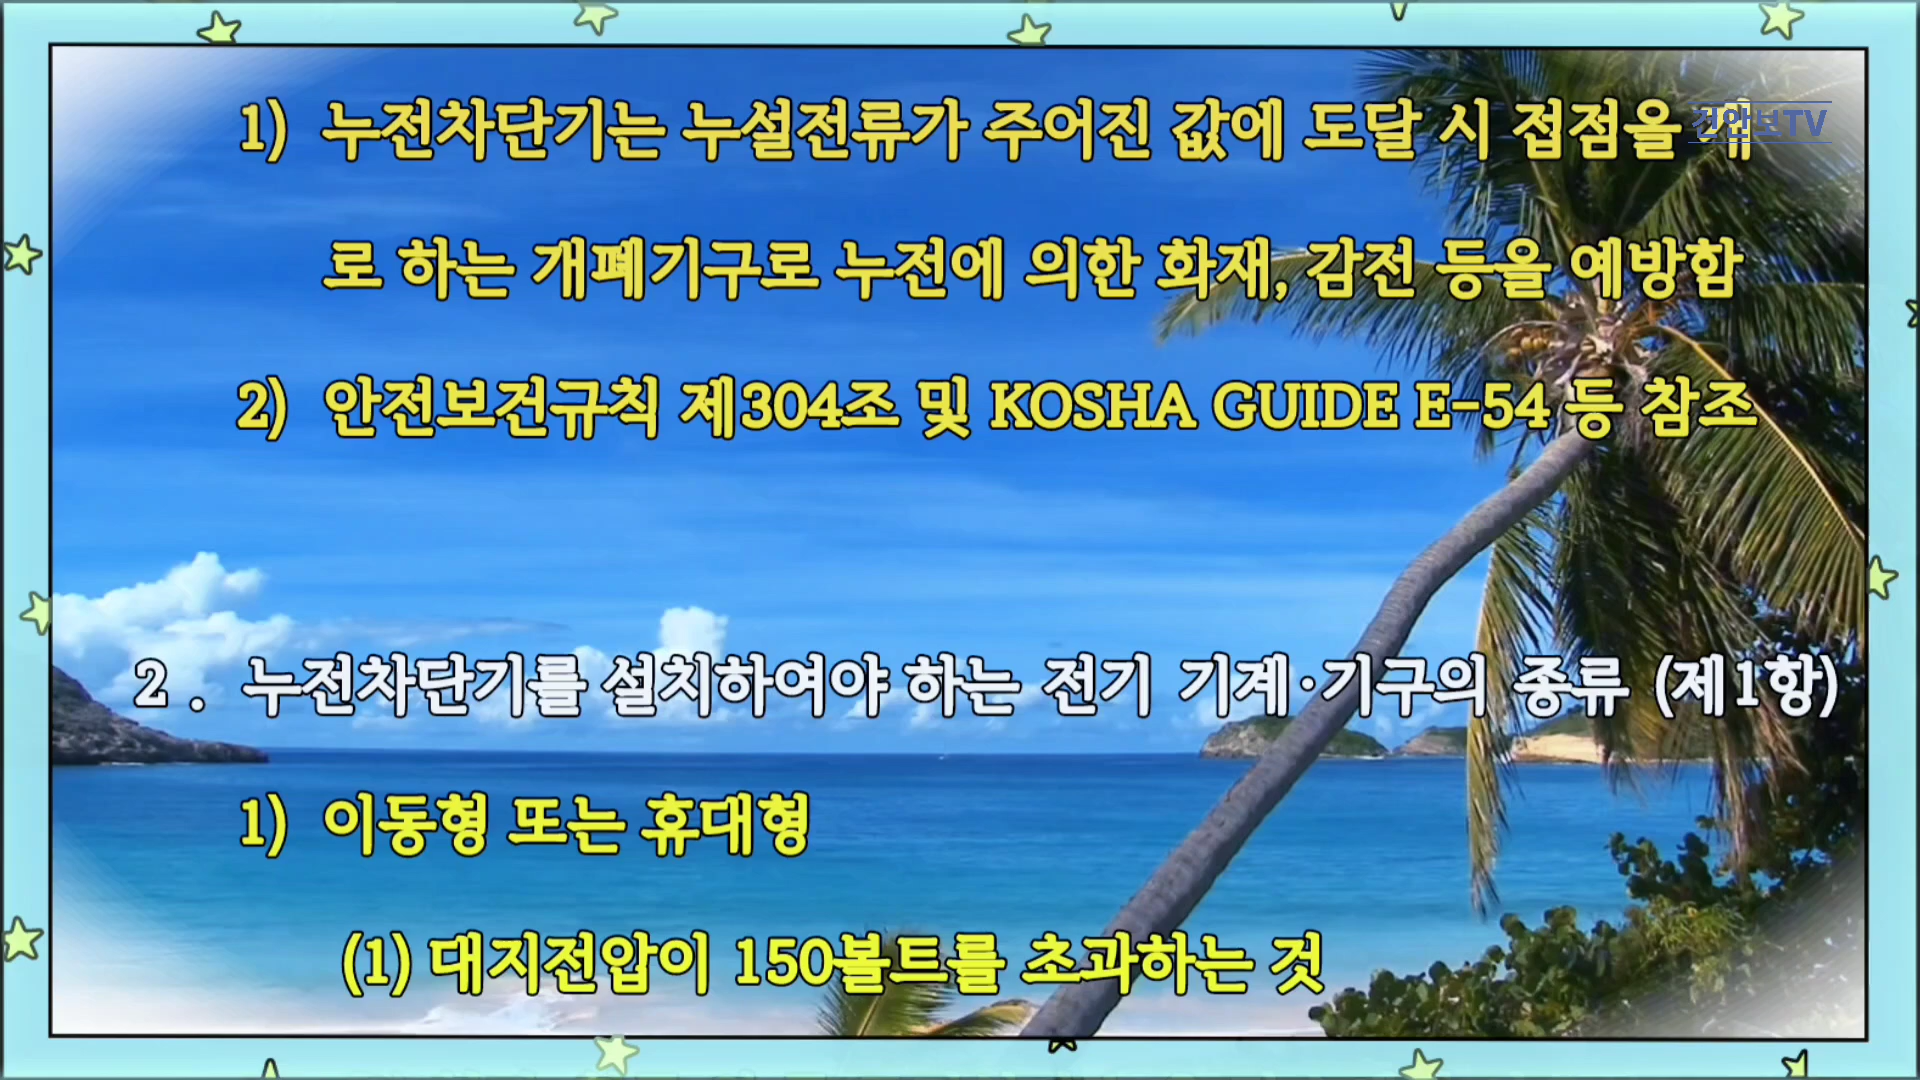 1) 누전차단기는 누설전류가 주어진 값에 도달 시 접점을
건안보TV
로 하는 개폐기구로 누전에 의한 화재, 감전 등을 예방함
2) 안전보건규칙 제304조 및 KOSHA GUIDE E-54 등 참조
2. 누전차단기를 설치하여야 하는 전기 기계·기구의 종류 (제1항)
1) 이동형 또는 휴대형
(1) 대지전압이 150볼트를 초과하는 것